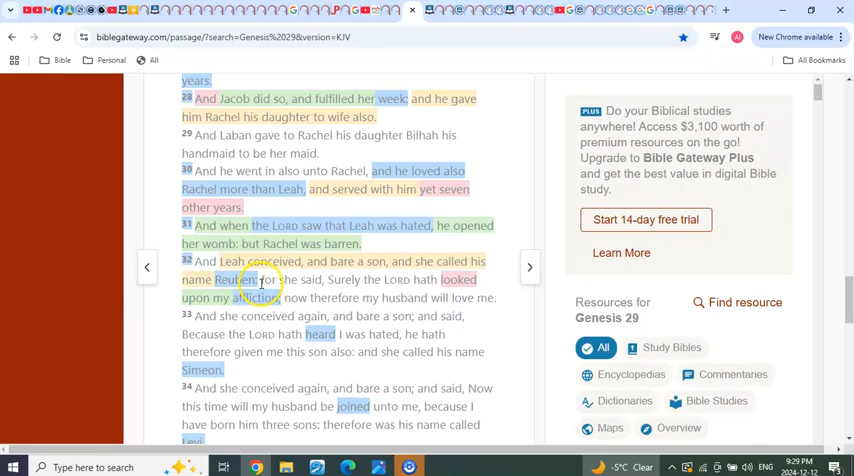 biblegateway.com/passage/?search=Genesis%2029&version=KJV
AI
New Chrome available
Bible
Personal
All
All Bookmarks
years.
28 And Jacob did so, and fulfilled her week: and he gave
him Rachel his daughter to wife also.
29 And Laban gave to Rachel his daughter Bilhah his
handmaid to be her maid.
30 And he went in also unto Rachel, and he loved also
Rachel more than Leah, and served with him yet seven
other years.
31 And when the LORD saw that Leah was hated, he opened
her womb: but Rachel was barren.
32 And Leah conceived, and bare a son, and she called his
name Reuben: for she said, Surely the LORD hath looked
upon my affliction; now therefore my husband will love me.
33 And she conceived again, and bare a son; and said,
Because the LORD hath heard I was hated, he hath
therefore given me this son also: and she called his name
Simeon.
34 And she conceived again, and bare a son; and said, Now
this time will my husband be joined unto me, because I
have born him three sons: therefore was his name called
Levi.
PLUS Do your Biblical studies
anywhere! Access $3,100 worth of
premium resources on the go!
Upgrade to Bible Gateway Plus
and get the best value in digital Bible
study.
Start 14-day free trial
Learn More
Resources for
Genesis 29
Find resource
All
Study Bibles
Encyclopedias
Commentaries
Dictionaries
Bible Studies
Maps
Overview
Type here to search
-5°C Clear
ENG
9:29 PM
2024-12-12